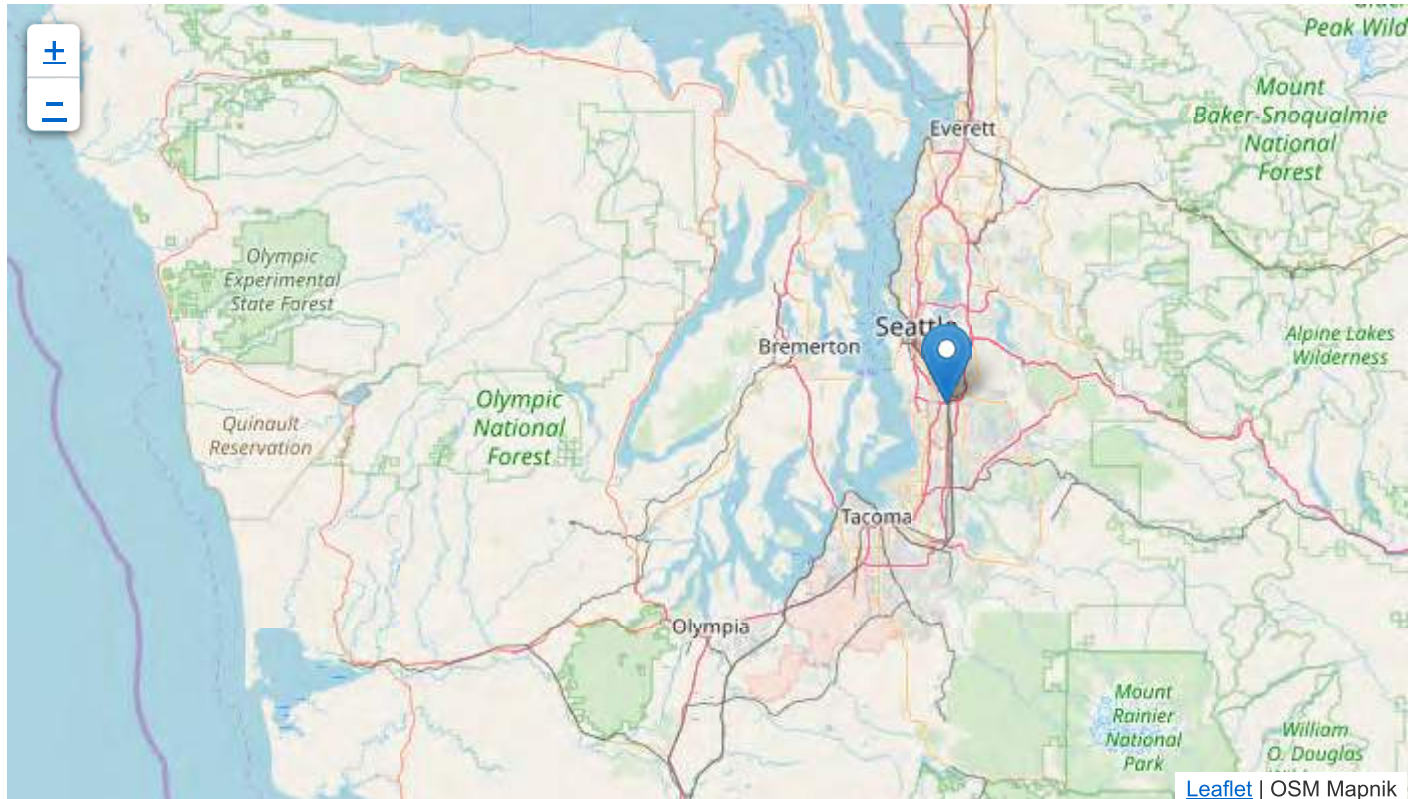 Peak Wild
+
−
Mount
Baker-Snoqualmie
National
Forest
Everett
Olympic
Experimental
State Forest
Seattle
Alpine Lakes
Wilderness
Bremerton
Olympic
National
Forest
Quinault
Reservation
Tacoma
Olympia
Mount
Rainier
National
Park
William
O. Douglas
Leaflet | OSM Mapnik